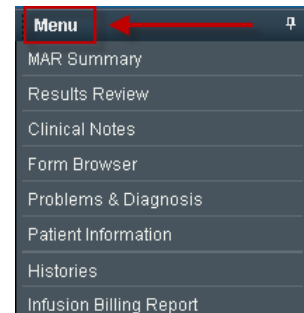 Menu
MAR Summary
Results Review
Clinical Notes
Form Browser
Problems & Diagnosis
Patient Information
Histories
Infusion Billing Report